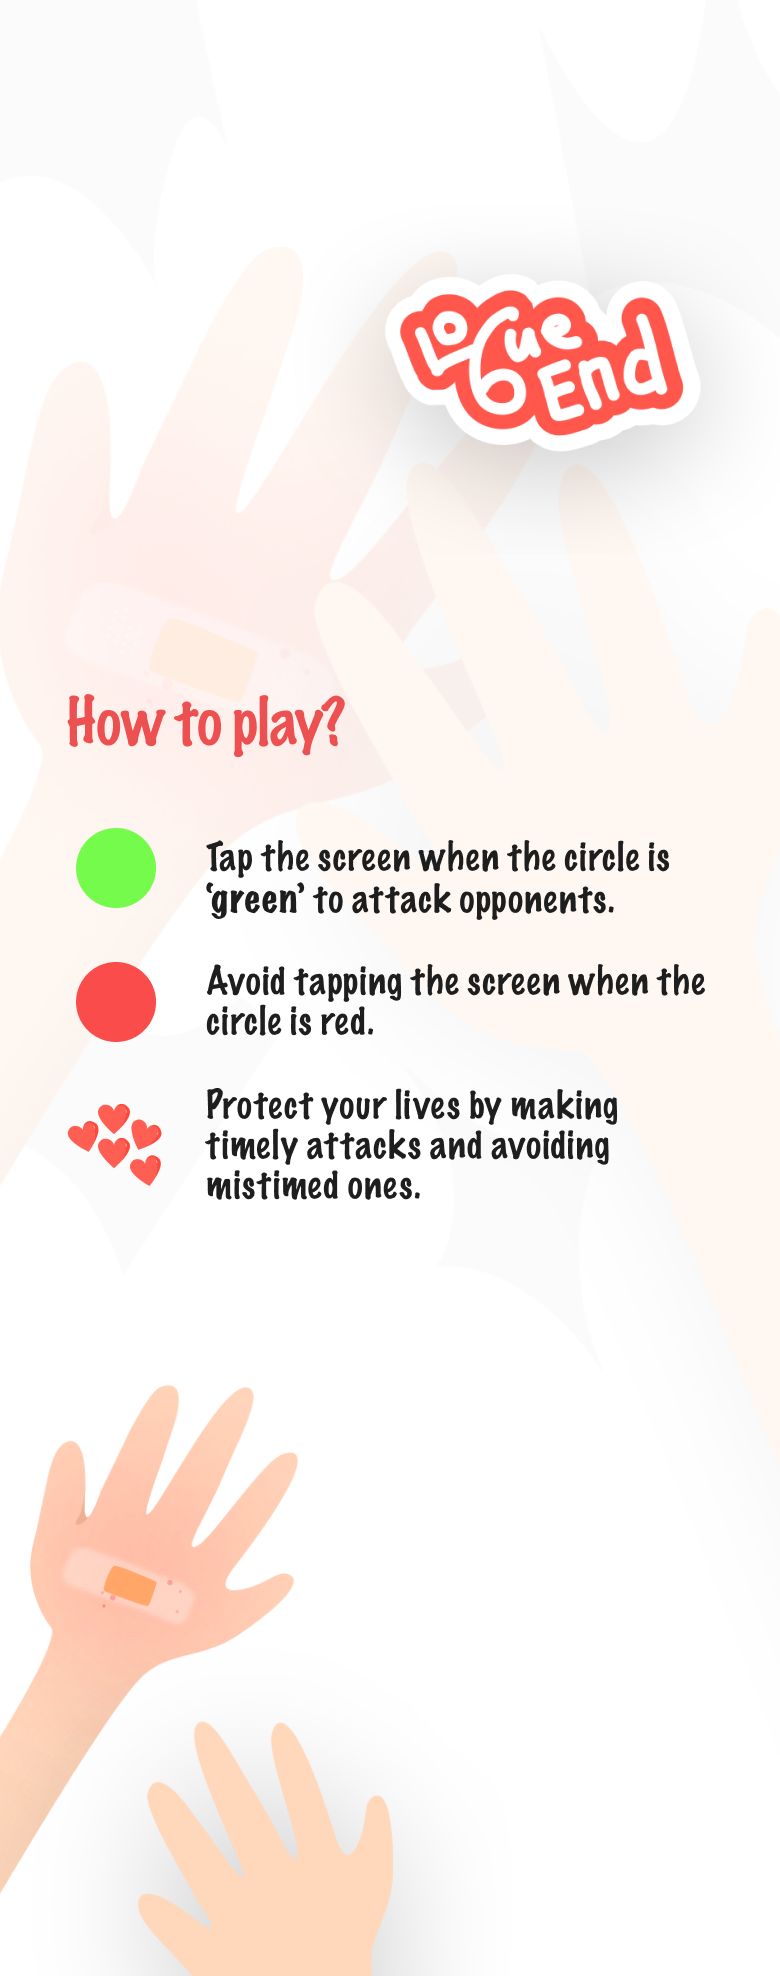 Lo6ue
End
How to play?
Tap the screen when the circle is
‘green’ to attack opponents.
Avoid tapping the screen when the
circle is red.
Protect your lives by making
timely attacks and avoiding
mistimed ones.